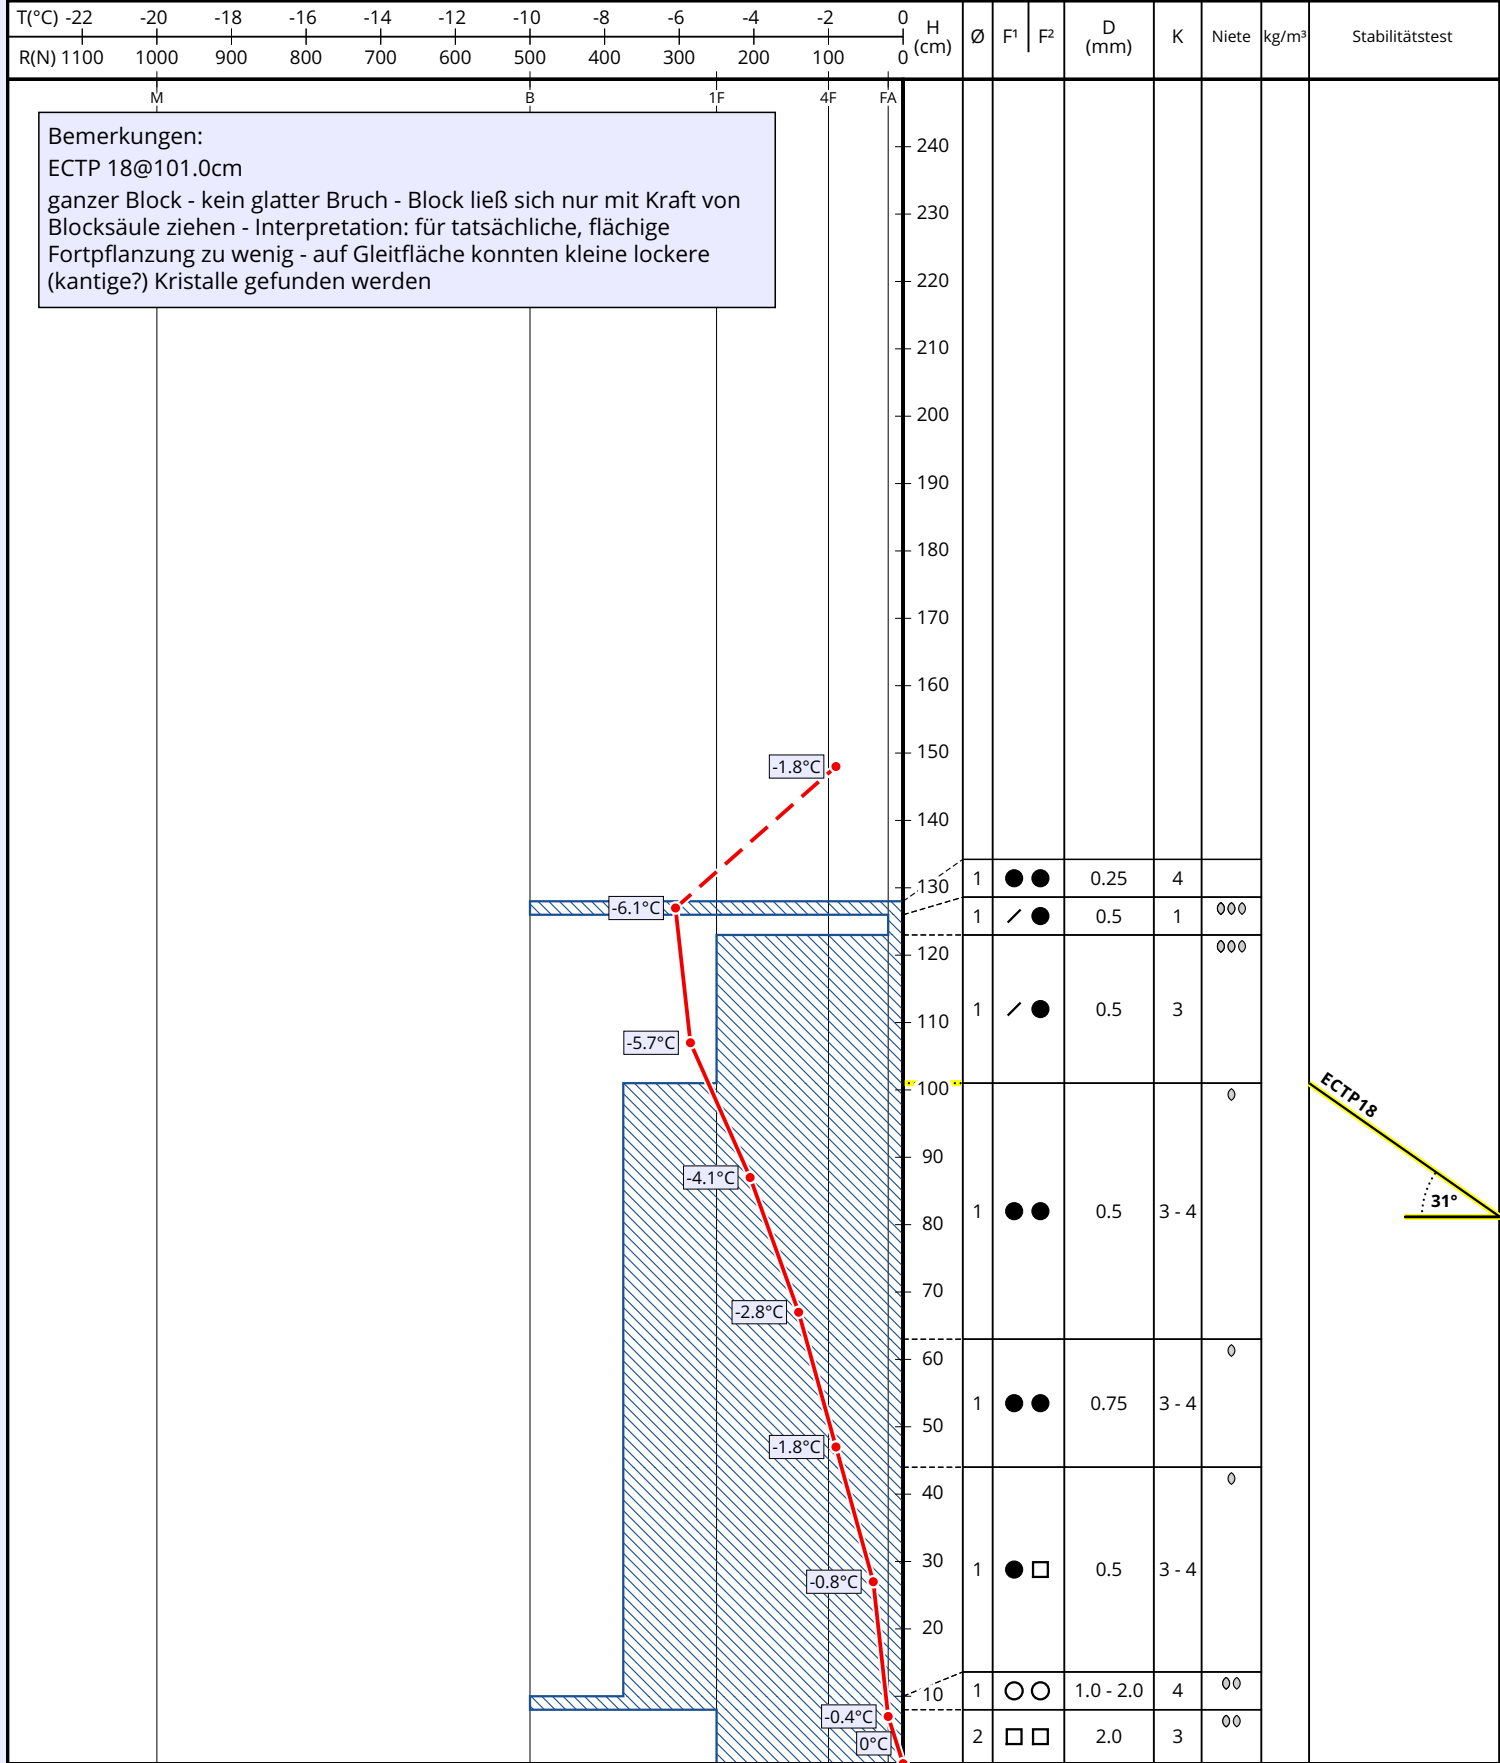 T(°C) -22 -20 -18 -16 -14 -12 -10 -8 -6 -4 -2 0
R(N) 1100 1000 900 800 700 600 500 400 300 200 100 0
H (cm) Ø F¹ F² D (mm) K Niete kg/m³ Stabilitätstest
M B 1F 4F FA
Bemerkungen:
ECTP 18@101.0cm
ganzer Block - kein glatter Bruch - Block ließ sich nur mit Kraft von
Blocksäule ziehen - Interpretation: für tatsächliche, flächige
Fortpflanzung zu wenig - auf Gleitfläche konnten kleine lockere
(kantige?) Kristalle gefunden werden
240
230
220
210
200
190
180
170
160
150
-1.8°C
140
130
1 0.25 4
-6.1°C
1 0.5 1
120
1 0.5 3
110
-5.7°C
100
ECTP18
90
-4.1°C
31°
1 0.5 3 - 4
80
70
-2.8°C
60
1 0.75 3 - 4
50
-1.8°C
40
30
1 0.5 3 - 4
-0.8°C
20
10
1 1.0 - 2.0 4
-0.4°C
2 2.0 3
0°C